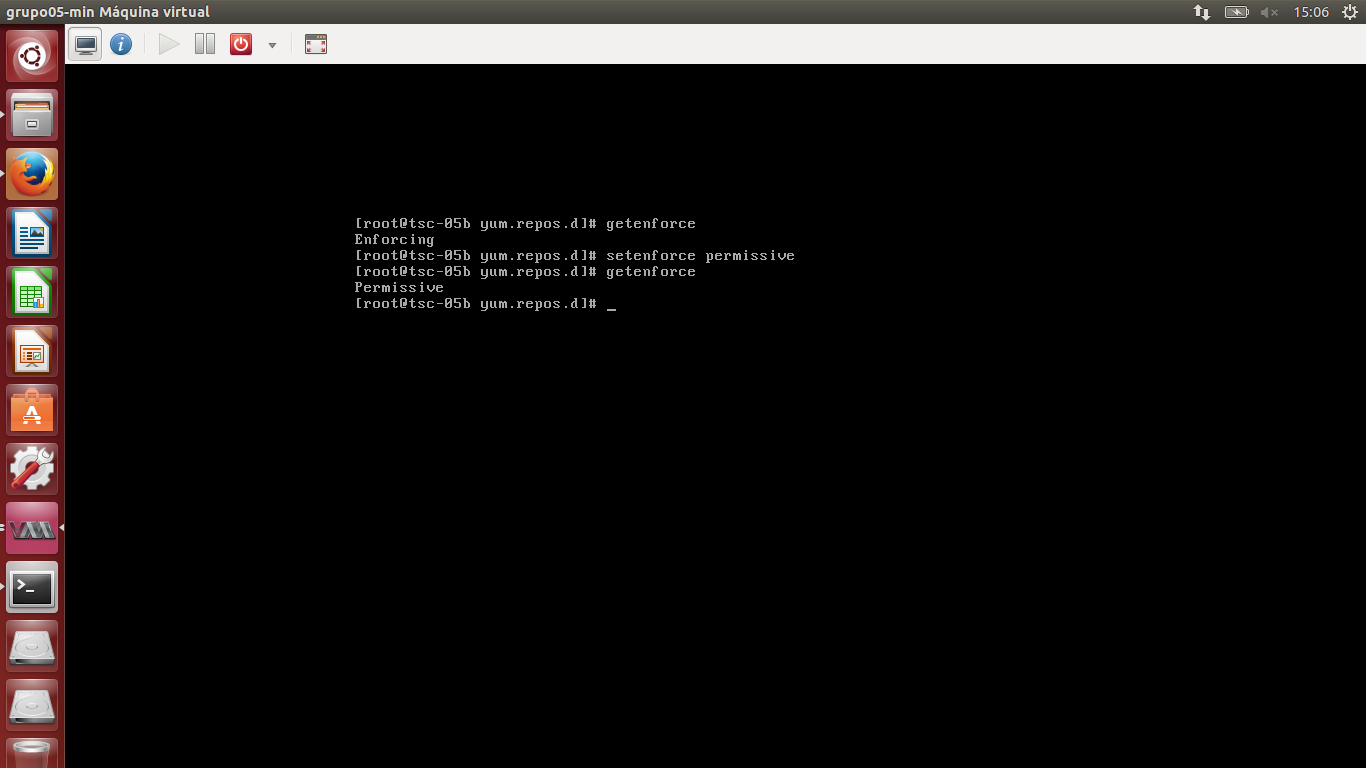 grupo05-min Máquina virtual
15:06
[root@tsc-05b yum.repos.d]# getenforce
Enforcing
[root@tsc-05b yum.repos.d]# setenforce permissive
[root@tsc-05b yum.repos.d]# getenforce
Permissive
[root@tsc-05b yum.repos.d]# _